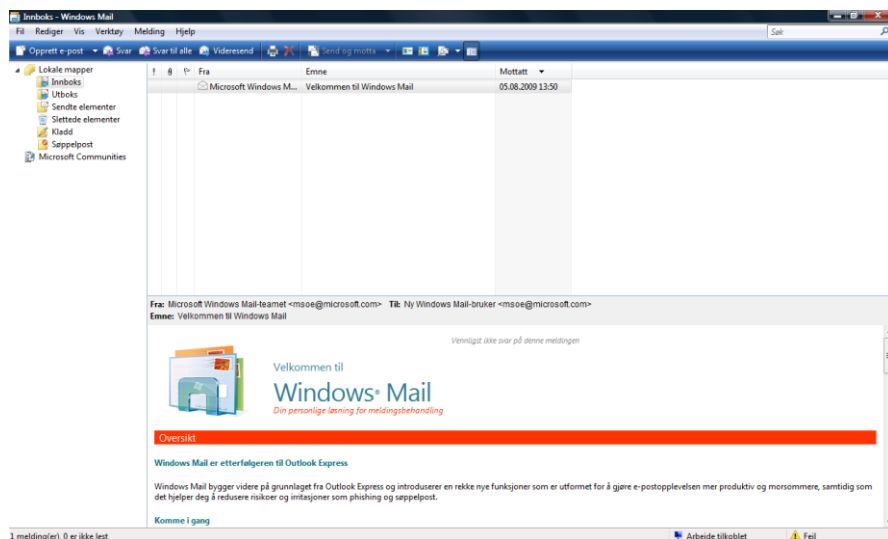 Innboks - Windows Mail
Fil Rediger Vis Verktøy Melding Hjelp
Søk
Opprett e-post Svar Svar til alle Videresend Send og motta
Lokale mapper
Innboks
Utboks
Sendte elementer
Slettede elementer
Kladd
Søppelpost
Microsoft Communities
! Fra Emne Mottatt
Microsoft Windows M... Velkommen til Windows Mail 05.08.2009 13:50
Fra: Microsoft Windows Mail-teamet <msoe@microsoft.com> Til: Ny Windows Mail-bruker <msoe@microsoft.com>
Emne: Velkommen til Windows Mail
Vennligst ikke svar på denne meldingen
Velkommen til
Windows® Mail
Din personlige løsning for meldingsbehandling
Oversikt
Windows Mail er etterfølgeren til Outlook Express
Windows Mail bygger videre på grunnlaget fra Outlook Express og introduserer en rekke nye funksjoner som er utformet for å gjøre e-postopplevelsen mer produktiv og morsommere, samtidig som
det hjelper deg å redusere risikoer og irritasjoner som phishing og søppelpost.
Komme i gang
1 melding(er), 0 er ikke lest Arbeide tilkoblet Feil